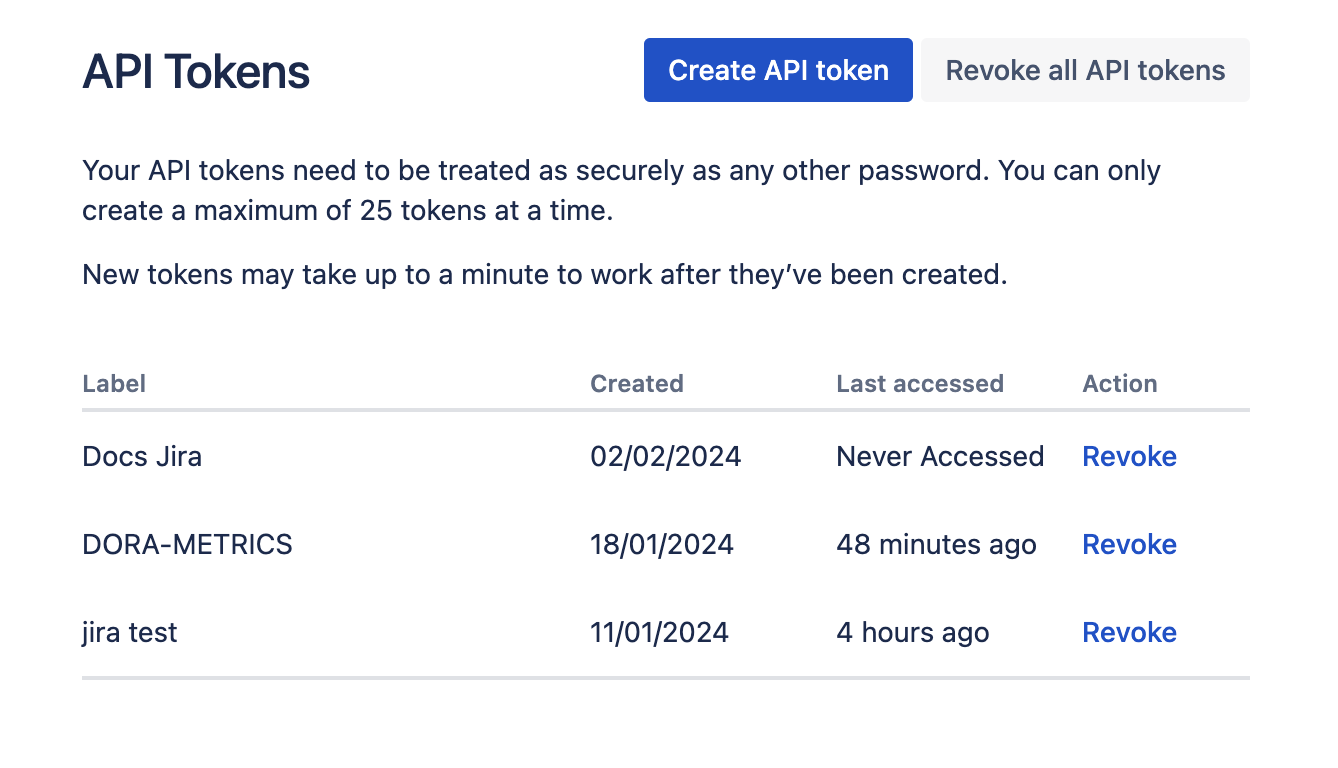 API Tokens
Create API token
Revoke all API tokens
Your API tokens need to be treated as securely as any other password. You can only
create a maximum of 25 tokens at a time.
New tokens may take up to a minute to work after they’ve been created.
Label Created Last accessed Action
Docs Jira 02/02/2024 Never Accessed Revoke
DORA-METRICS 18/01/2024 48 minutes ago Revoke
jira test 11/01/2024 4 hours ago Revoke